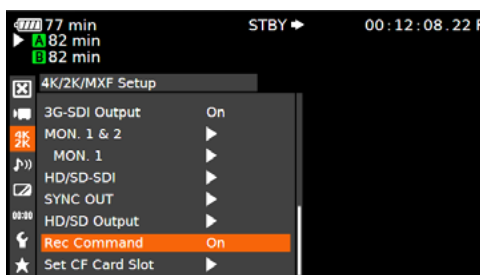 77 min STBY 00:12:08.22
A 82 min
B 82 min
4K/2K/MXF Setup
3G-SDI Output On
4K
2K
MON. 1 & 2
MON. 1
HD/SD-SDI
SYNC OUT
00:00
HD/SD Output
Rec Command On
Set CF Card Slot